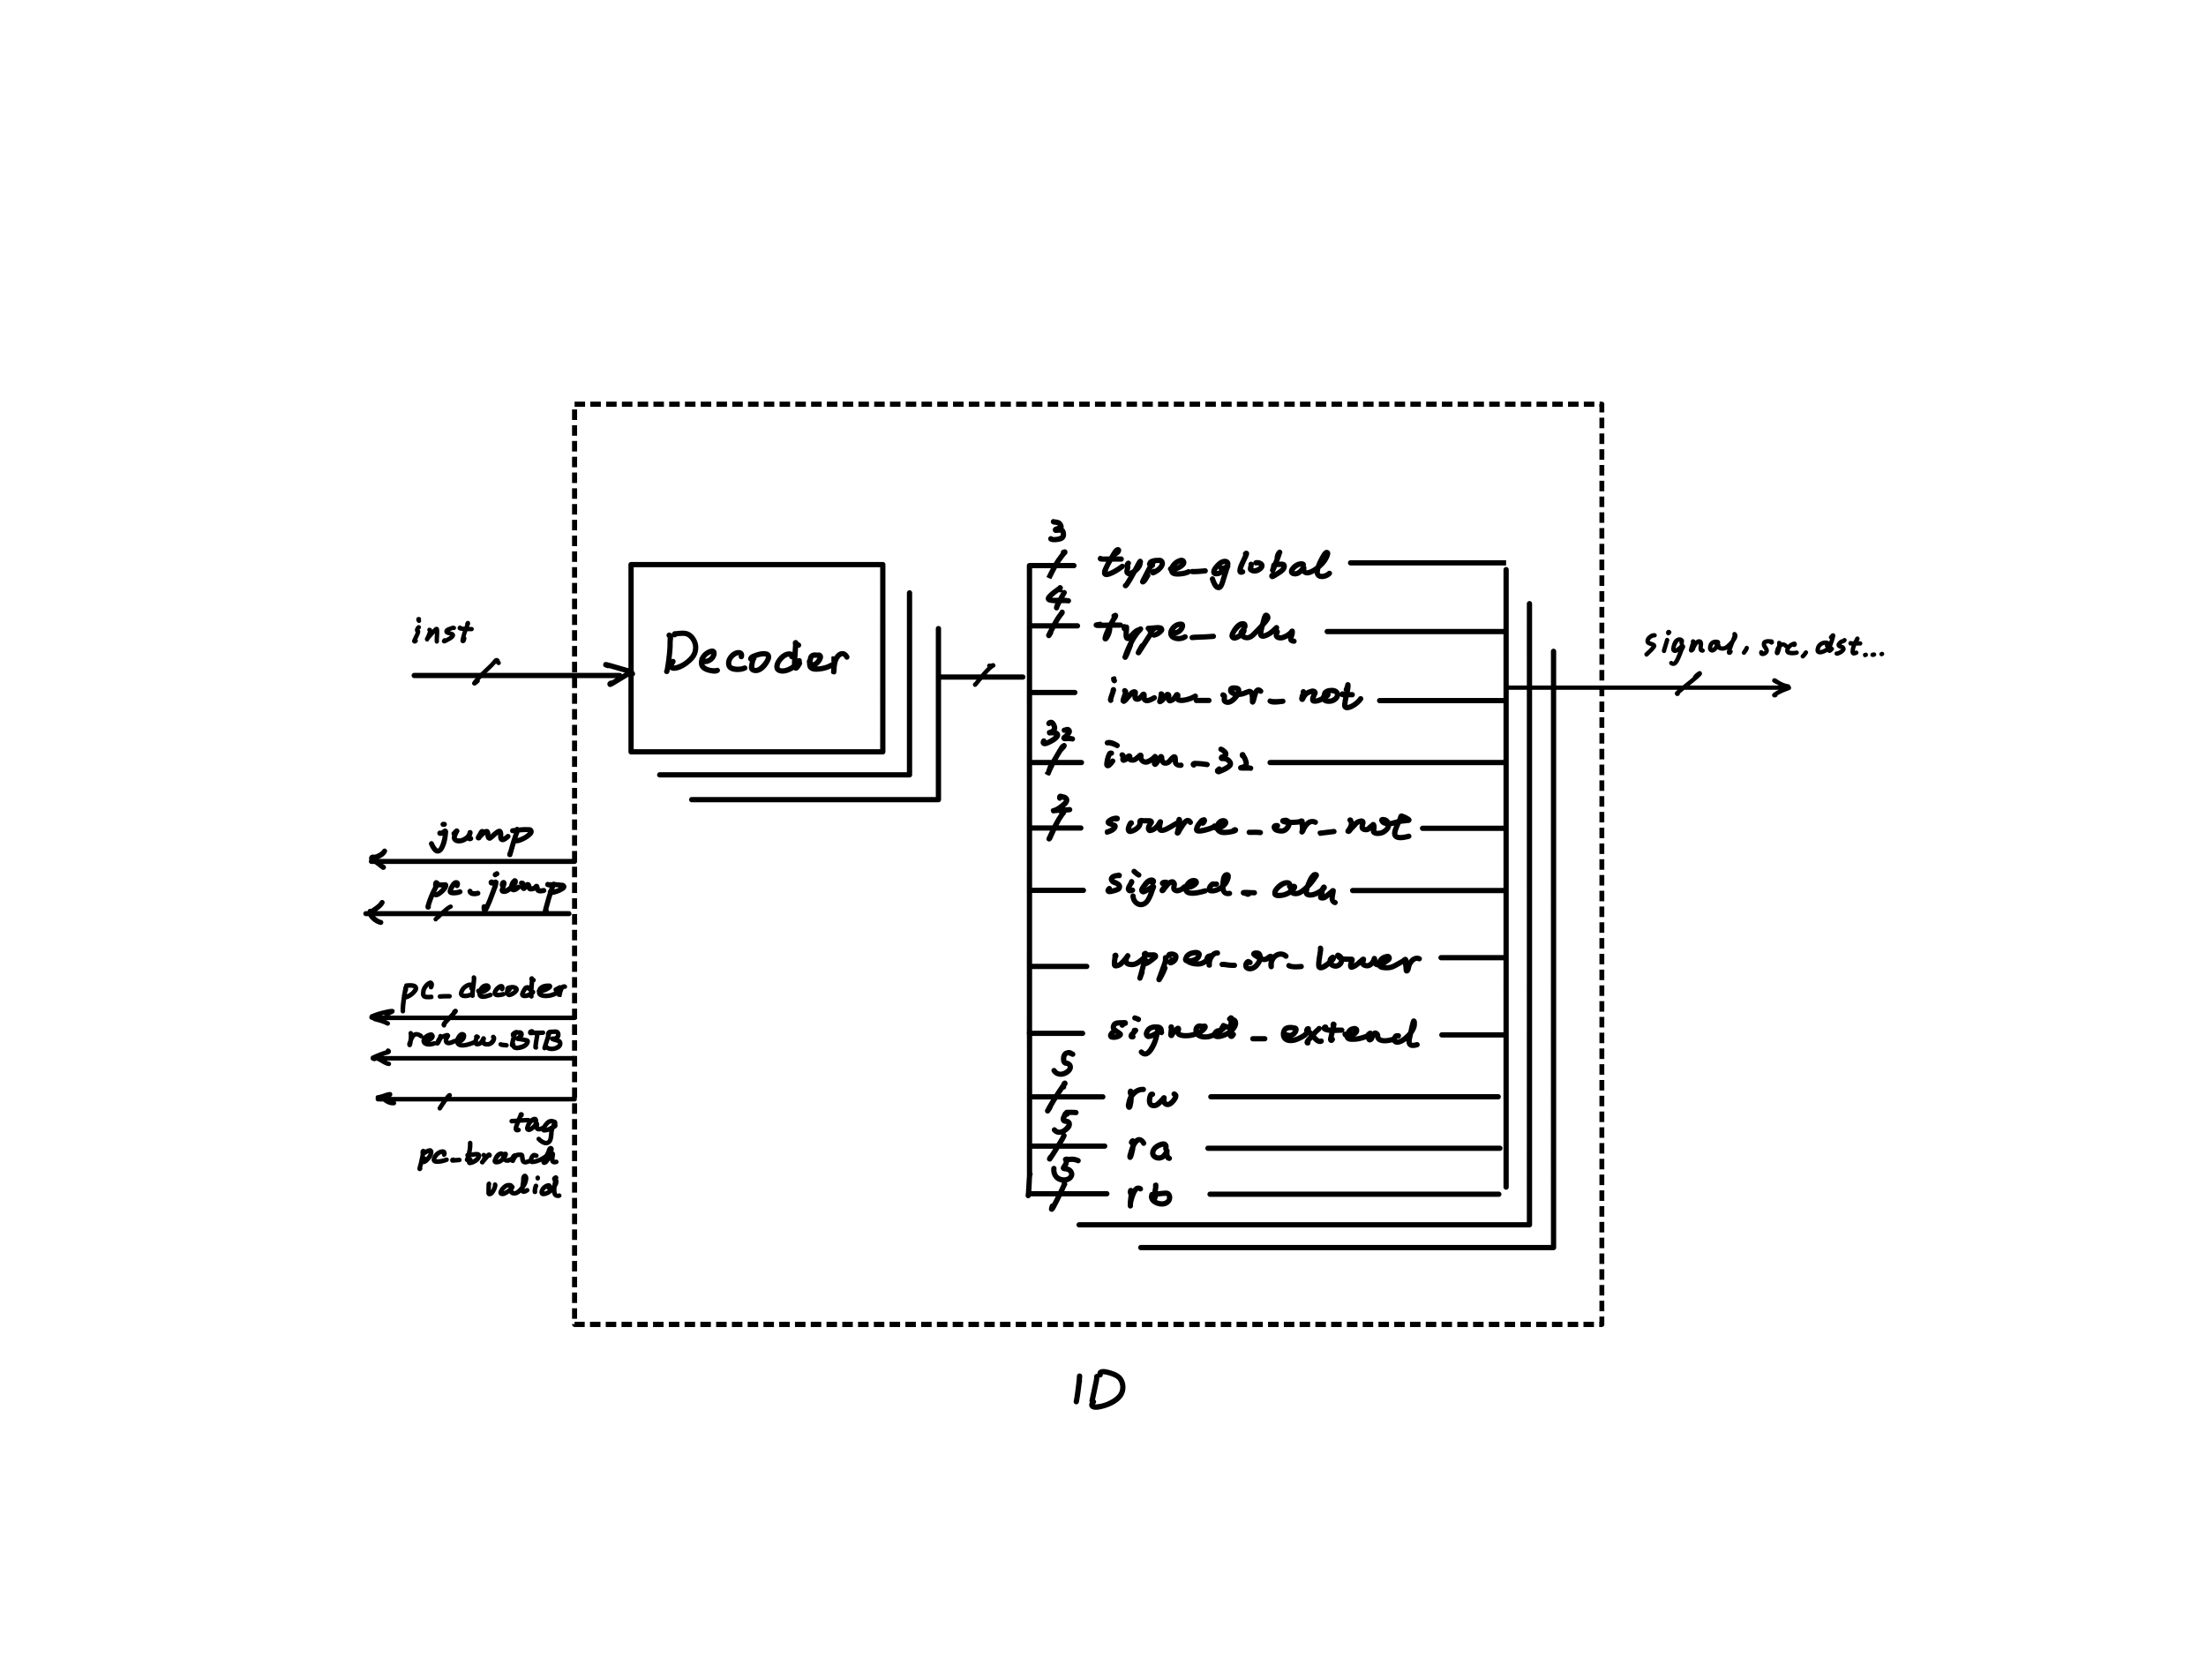 inst
Decoder
3
type_global
4
type_alu
imm_or_not
32
imm_32
2
source_or_not
signed_alu
upper_or_lower
signed_extend
5
rw
5
ra
5
rb
signal, src, dst...
jump
pc_jump
pc_decoder
renew_BTB
tag
pc_branch
valid
ID